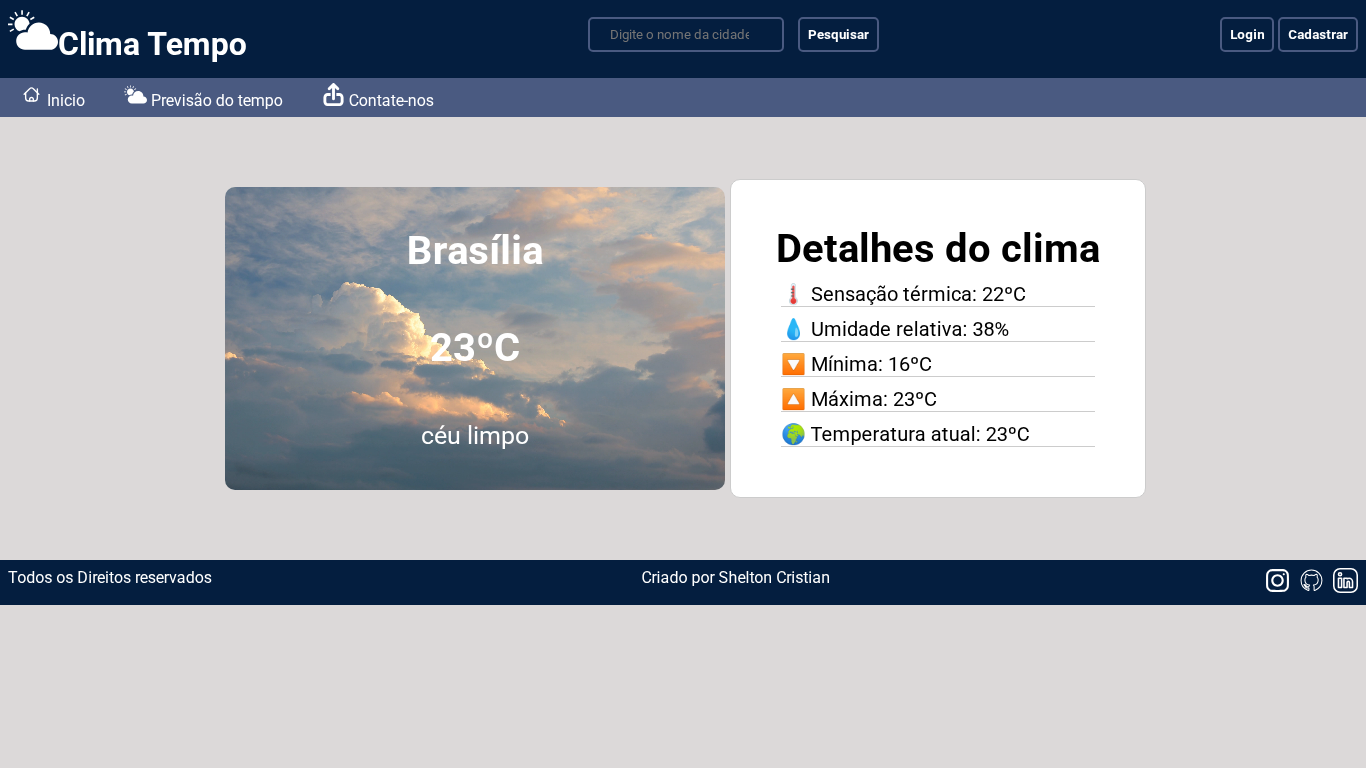 Clima Tempo
Digite o nome da cidade
Pesquisar
Login
Cadastrar
Inicio
Previsão do tempo
Contate-nos
Brasília
23ºC
céu limpo
Detalhes do clima
🌡️ Sensação térmica: 22ºC
💧 Umidade relativa: 38%
🔽 Mínima: 16ºC
🔼 Máxima: 23ºC
🌍 Temperatura atual: 23ºC
Todos os Direitos reservados
Criado por Shelton Cristian